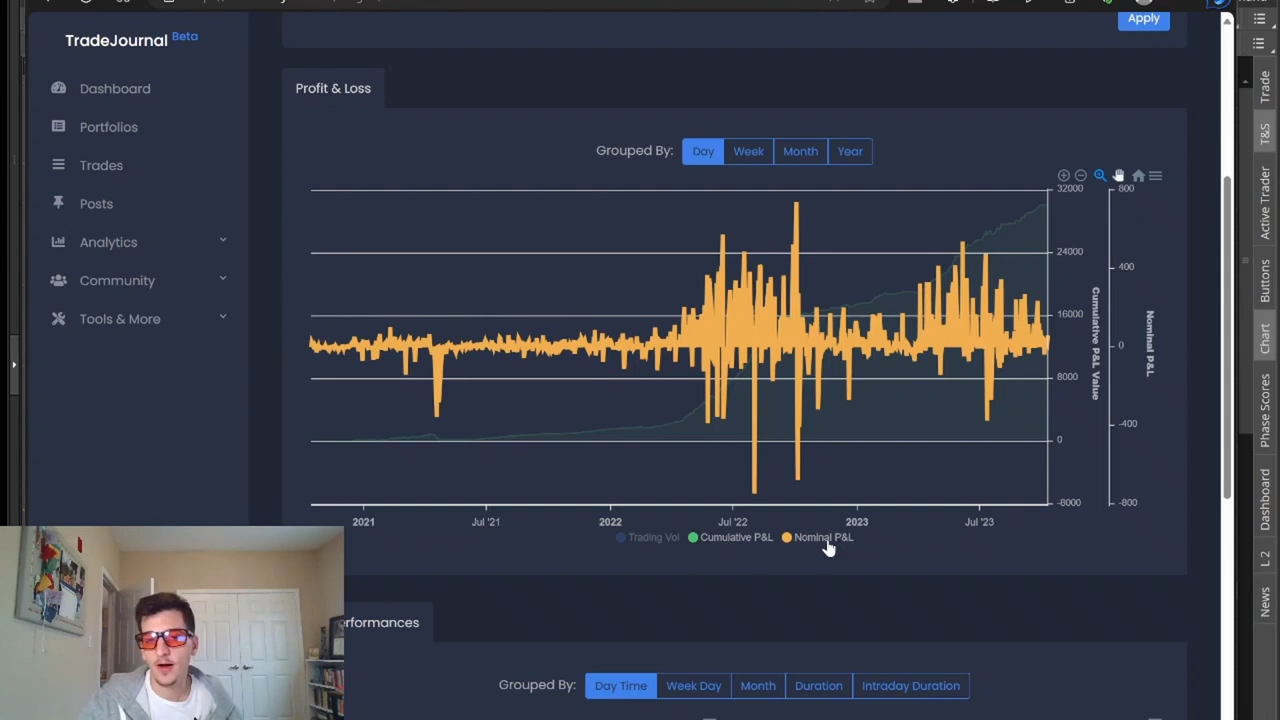 Apply
TradeJournal Beta
Dashboard
Portfolios
Trades
Posts
Analytics
Community
Tools & More
Profit & Loss
Grouped By: Day Week Month Year
32000
24000
16000
8000
0
-8000
Cumulative P&L Value
800
400
0
-400
-800
Nominal P&L
2021 Jul '21 2022 Jul '22 2023 Jul '23
Trading Vol Cumulative P&L Nominal P&L
erformances
Grouped By: Day Time Week Day Month Duration Intraday Duration
Trade
T&S
Active Trader
Buttons
Chart
Phase Scores
Dashboard
L 2
News